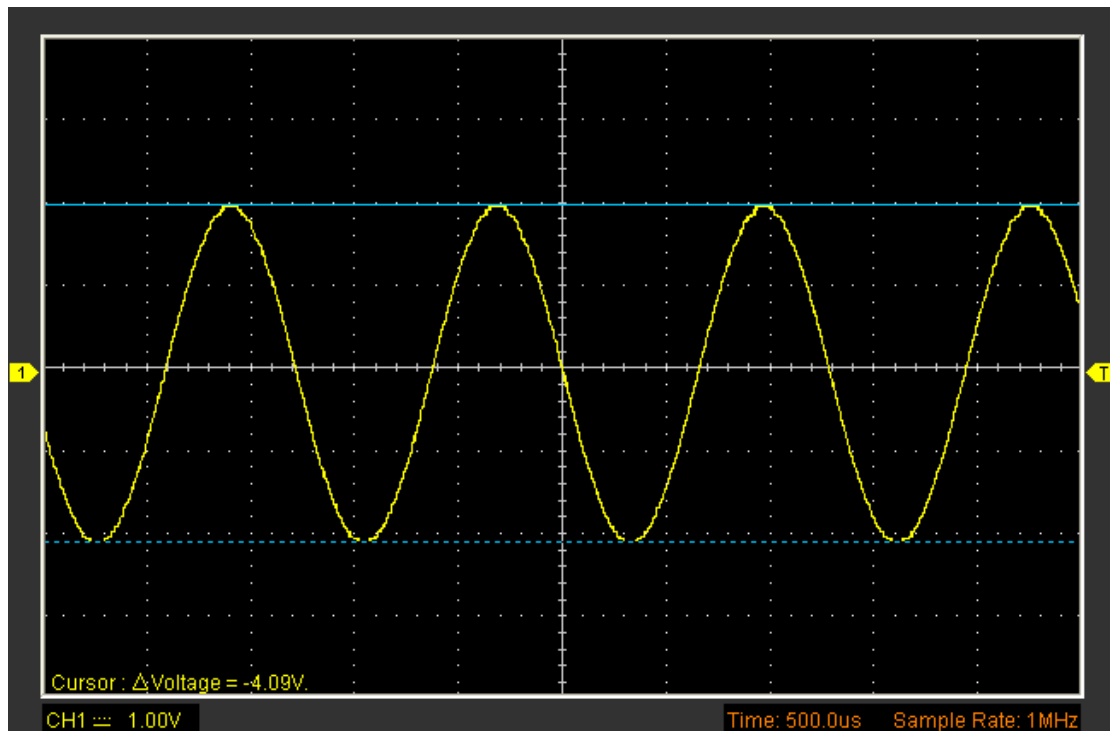 1
T
Cursor : △Voltage = -4.09V.
CH1 ⎓ 1.00V
Time: 500.0us Sample Rate: 1MHz